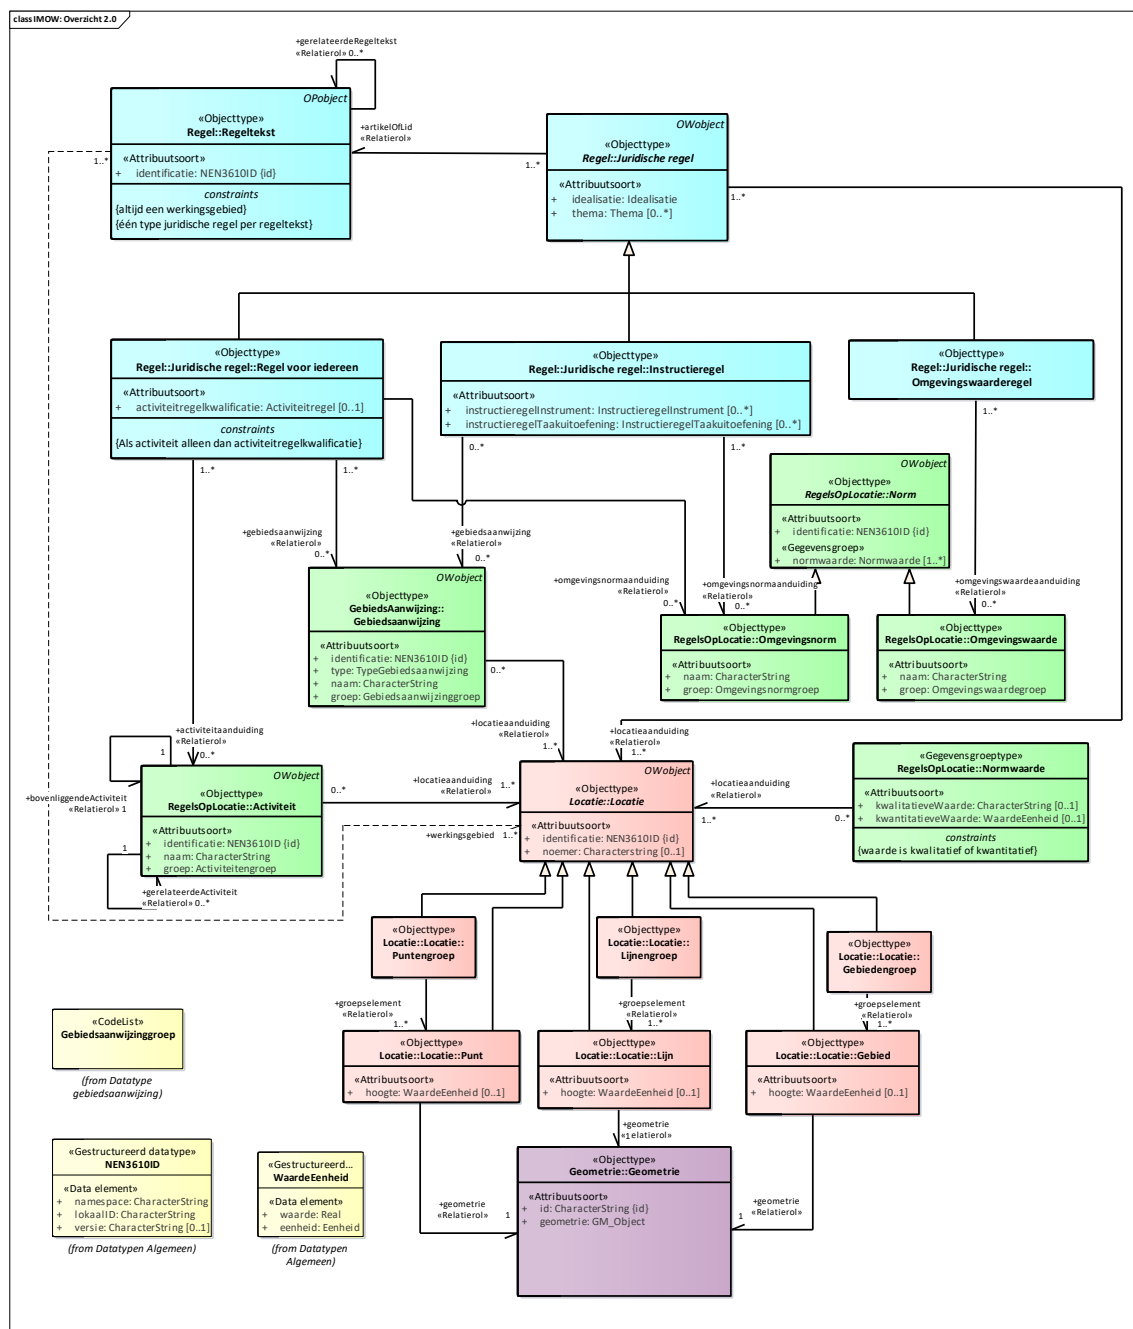 class IMOW: Overzicht 2.0
+gerelateerdeRegeltekst
«Relatierol» 0..*
OPobject
«Objecttype»
Regel::Regeltekst
«Attribuutsoort»
+ identificatie: NEN3610ID {id}
constraints
{altijd een werkingsgebied}
{één type juridische regel per regeltekst}
1..*
+artikelOfLid
«Relatierol»
1..*
OWobject
«Objecttype»
Regel::Juridische regel
«Attribuutsoort»
+ idealisatie: Idealisatie
+ thema: Thema [0..*]
1..*
«Objecttype»
Regel::Juridische regel::Regel voor iedereen
«Attribuutsoort»
+ activiteitregelkwalificatie: Activiteitregel [0..1]
constraints
{Als activiteit alleen dan activiteitregelkwalificatie}
1..*
1..*
«Objecttype»
Regel::Juridische regel::Instructieregel
«Attribuutsoort»
+ instructieregelInstrument: InstructieregelInstrument [0..*]
+ instructieregelTaakuitoefening: InstructieregelTaakuitoefening [0..*]
0..*
1..*
«Objecttype»
Regel::Juridische regel::
Omgevingswaarderegel
1..*
OWobject
«Objecttype»
RegelsOpLocatie::Norm
«Attribuutsoort»
+ identificatie: NEN3610ID {id}
«Gegevensgroep»
+ normwaarde: Normwaarde [1..*]
+gebiedsaanwijzing
«Relatierol»
0..*
+gebiedsaanwijzing
«Relatierol»
0..*
OWobject
«Objecttype»
GebiedsAanwijzing::
Gebiedsaanwijzing
«Attribuutsoort»
+ identificatie: NEN3610ID {id}
+ type: TypeGebiedsaanwijzing
+ naam: CharacterString
+ groep: Gebiedsaanwijzinggroep
0..*
+omgevingsnormaanduiding
«Relatierol»
0..*
+omgevingsnormaanduiding
«Relatierol»
0..*
+omgevingswaardeaanduiding
«Relatierol»
0..*
«Objecttype»
RegelsOpLocatie::Omgevingsnorm
«Attribuutsoort»
+ naam: CharacterString
+ groep: Omgevingsnormgroep
«Objecttype»
RegelsOpLocatie::Omgevingswaarde
«Attribuutsoort»
+ naam: CharacterString
+ groep: Omgevingswaardegroep
+activiteitaanduiding
«Relatierol»
0..*
1
+bovenliggendeActiviteit
«Relatierol» 1
OWobject
«Objecttype»
RegelsOpLocatie::Activiteit
«Attribuutsoort»
+ identificatie: NEN3610ID {id}
+ naam: CharacterString
+ groep: Activiteitengroep
1
+gerelateerdeActiviteit
«Relatierol» 0..*
0..*
+locatieaanduiding
«Relatierol»
1..*
+locatieaanduiding
«Relatierol»
1..*
+locatieaanduiding
«Relatierol»
1..*
+werkingsgebied
1..*
OWobject
«Objecttype»
Locatie::Locatie
«Attribuutsoort»
+ identificatie: NEN3610ID {id}
+ noemer: Characterstring [0..1]
+locatieaanduiding
«Relatierol»
1..*
0..*
«Gegevensgroeptype»
RegelsOpLocatie::Normwaarde
+ kwalitatieveWaarde: CharacterString [0..1]
+ kwantitatieveWaarde: WaardeEenheid [0..1]
constraints
{waarde is kwalitatief of kwantitatief}
«Objecttype»
Locatie::Locatie::
Puntengroep
«Objecttype»
Locatie::Locatie::
Lijnengroep
«Objecttype»
Locatie::Locatie::
Gebiedengroep
+groepselement
«Relatierol»
1..*
+groepselement
«Relatierol»
1..*
+groepselement
«Relatierol»
1..*
«Objecttype»
Locatie::Locatie::Punt
«Attribuutsoort»
+ hoogte: WaardeEenheid [0..1]
«Objecttype»
Locatie::Locatie::Lijn
«Attribuutsoort»
+ hoogte: WaardeEenheid [0..1]
«Objecttype»
Locatie::Locatie::Gebied
«Attribuutsoort»
+ hoogte: WaardeEenheid [0..1]
«CodeList»
Gebiedsaanwijzinggroep
(from Datatype
gebiedsaanwijzing)
+geometrie
1
+geometrie
«Relatierol»
1
+geometrie
«Relatierol»
1
«Objecttype»
Geometrie::Geometrie
«Attribuutsoort»
+ id: CharacterString {id}
+ geometrie: GM_Object
«Gestructureerd datatype»
NEN3610ID
«Data element»
+ namespace: CharacterString
+ lokaalID: CharacterString
+ versie: CharacterString [0..1]
(from Datatypen Algemeen)
«Gestructureerd...
WaardeEenheid
«Data element»
+ waarde: Real
+ eenheid: Eenheid
(from Datatypen
Algemeen)